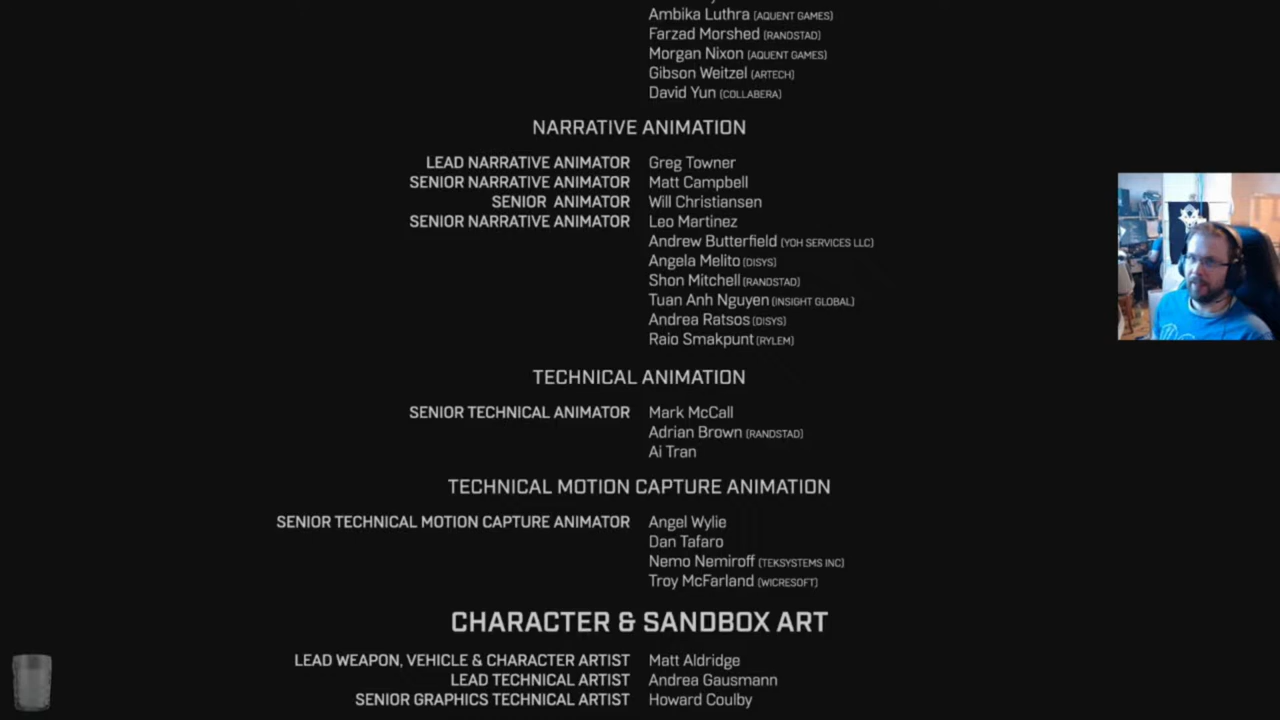 Ambika Luthra (AQUENT GAMES)
Farzad Morshed (RANDSTAD)
Morgan Nixon (AQUENT GAMES)
Gibson Weitzel (ARTECH)
David Yun (COLLABERA)
NARRATIVE ANIMATION
LEAD NARRATIVE ANIMATOR Greg Towner
SENIOR NARRATIVE ANIMATOR Matt Campbell
SENIOR ANIMATOR Will Christiansen
SENIOR NARRATIVE ANIMATOR Leo Martinez
Andrew Butterfield (YOH SERVICES LLC)
Angela Melito (DISYS)
Shon Mitchell (RANDSTAD)
Tuan Anh Nguyen (INSIGHT GLOBAL)
Andrea Ratsos (DISYS)
Raio Smakpunt (RYLEM)
TECHNICAL ANIMATION
SENIOR TECHNICAL ANIMATOR Mark McCall
Adrian Brown (RANDSTAD)
Ai Tran
TECHNICAL MOTION CAPTURE ANIMATION
SENIOR TECHNICAL MOTION CAPTURE ANIMATOR Angel Wylie
Dan Tafaro
Nemo Nemiroff (TEKSYSTEMS INC)
Troy McFarland (WICRESOFT)
CHARACTER & SANDBOX ART
LEAD WEAPON, VEHICLE & CHARACTER ARTIST Matt Aldridge
LEAD TECHNICAL ARTIST Andrea Gausmann
SENIOR GRAPHICS TECHNICAL ARTIST Howard Coulby